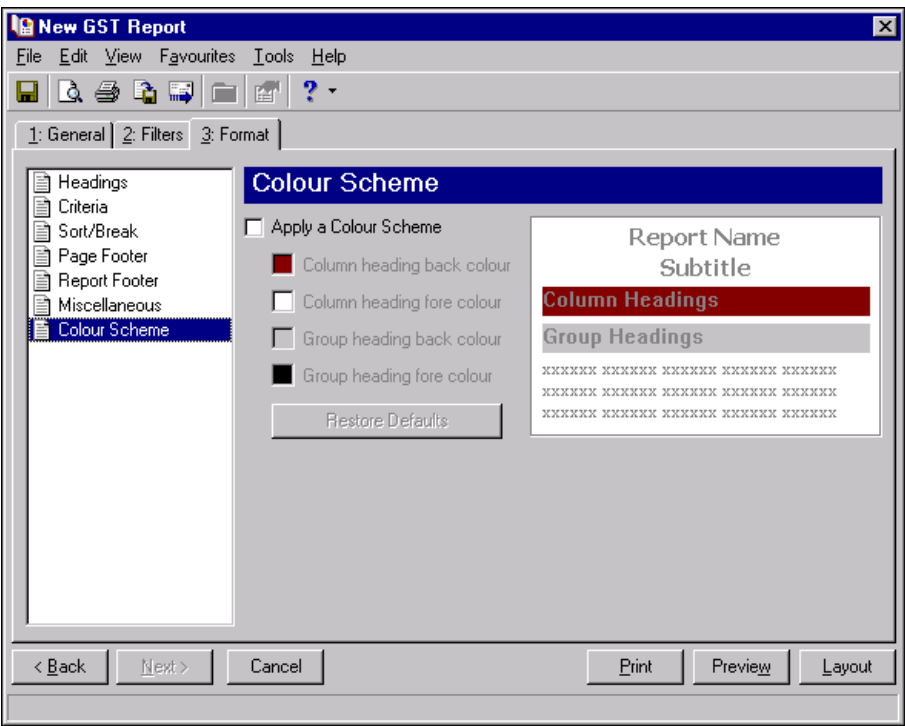 New GST Report
File Edit View Favourites Tools Help
?
1: General 2: Filters 3: Format
Headings
Criteria
Sort/Break
Page Footer
Report Footer
Miscellaneous
Colour Scheme
Colour Scheme
Apply a Colour Scheme
Column heading back colour
Column heading fore colour
Group heading back colour
Group heading fore colour
Restore Defaults
Report Name
Subtitle
Column Headings
Group Headings
xxxxxx xxxxxx xxxxxx xxxxxx xxxxxx
xxxxxx xxxxxx xxxxxx xxxxxx xxxxxx
xxxxxx xxxxxx xxxxxx xxxxxx xxxxxx
< Back Next > Cancel Print Preview Layout